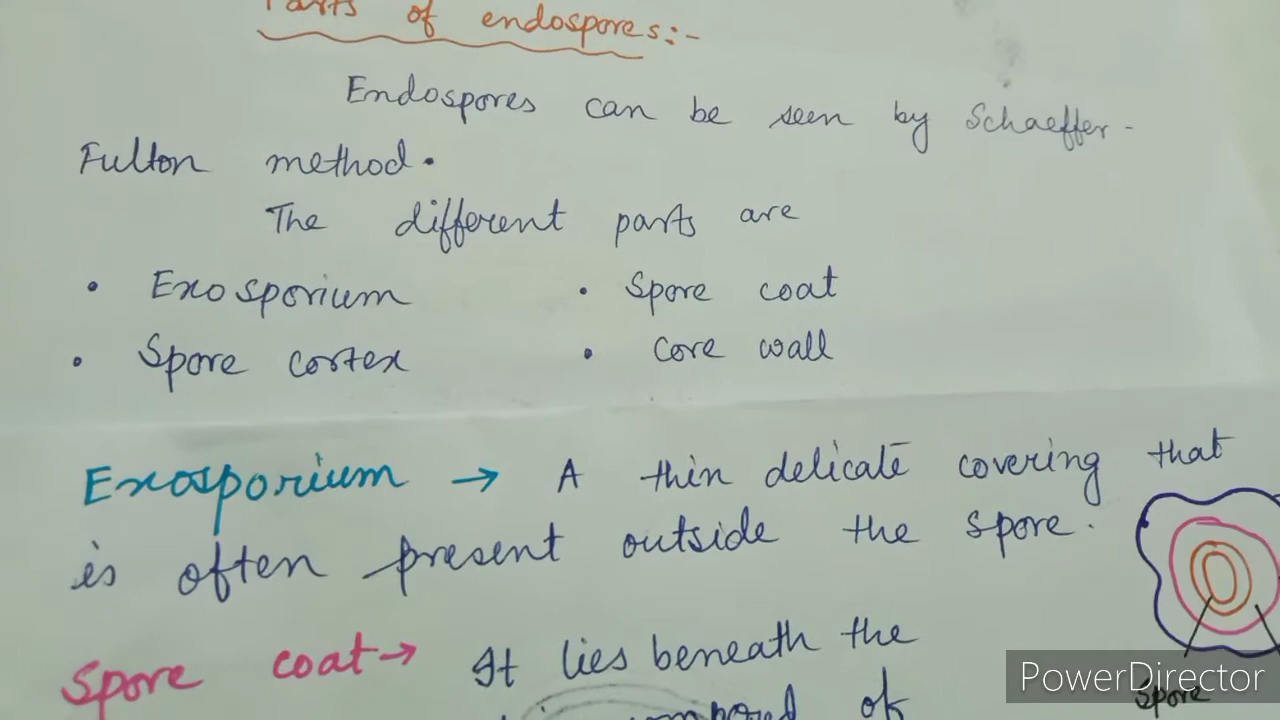 Parts of endospores:-
Endospores can be seen by Schaeffer-
Fulton method.
The different parts are
• Exosporium • Spore coat
• Spore cortex • Core wall
Exosporium → A thin delicate covering that
is often present outside the spore.
Spore coat → It lies beneath the
of
PowerDirector
Spore